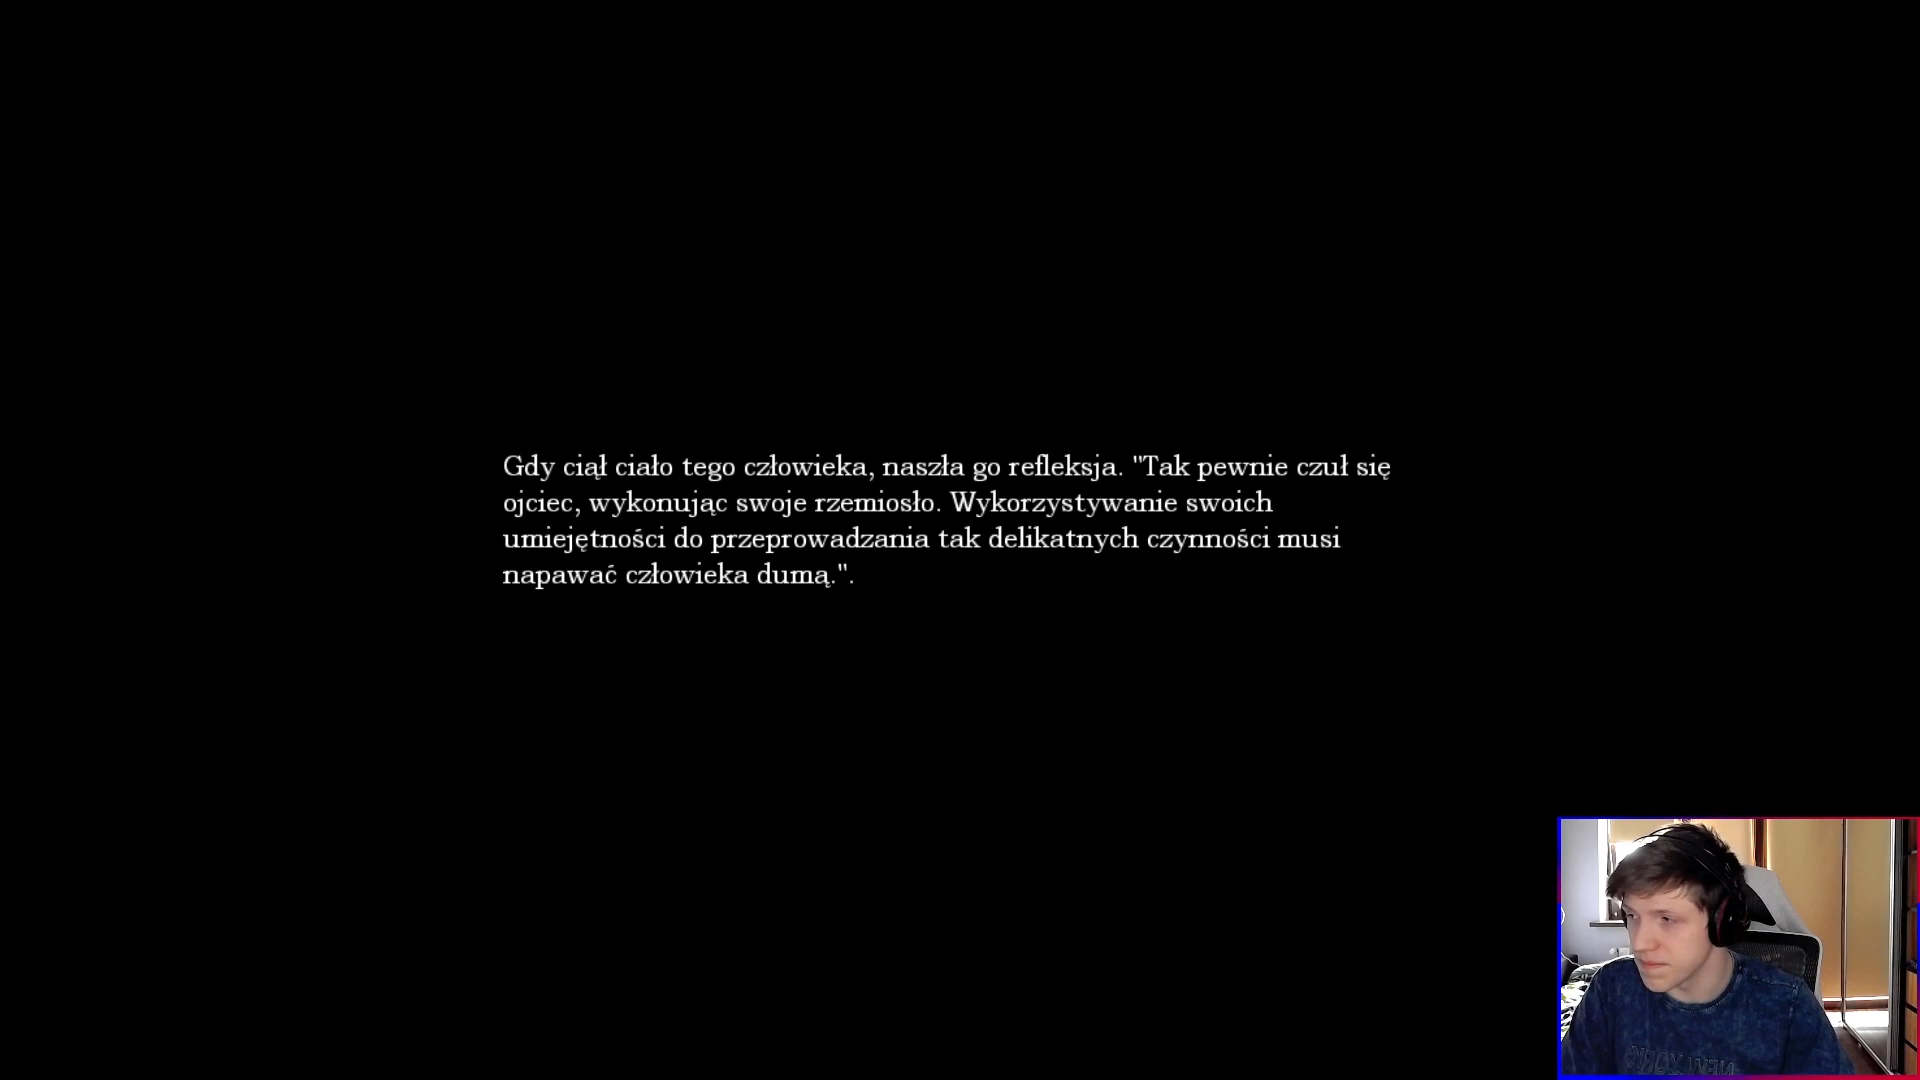 Gdy ciął ciało tego człowieka, naszła go refleksja. "Tak pewnie czuł się
ojciec, wykonując swoje rzemiosło. Wykorzystywanie swoich
umiejętności do przeprowadzania tak delikatnych czynności musi
napawać człowieka dumą.".